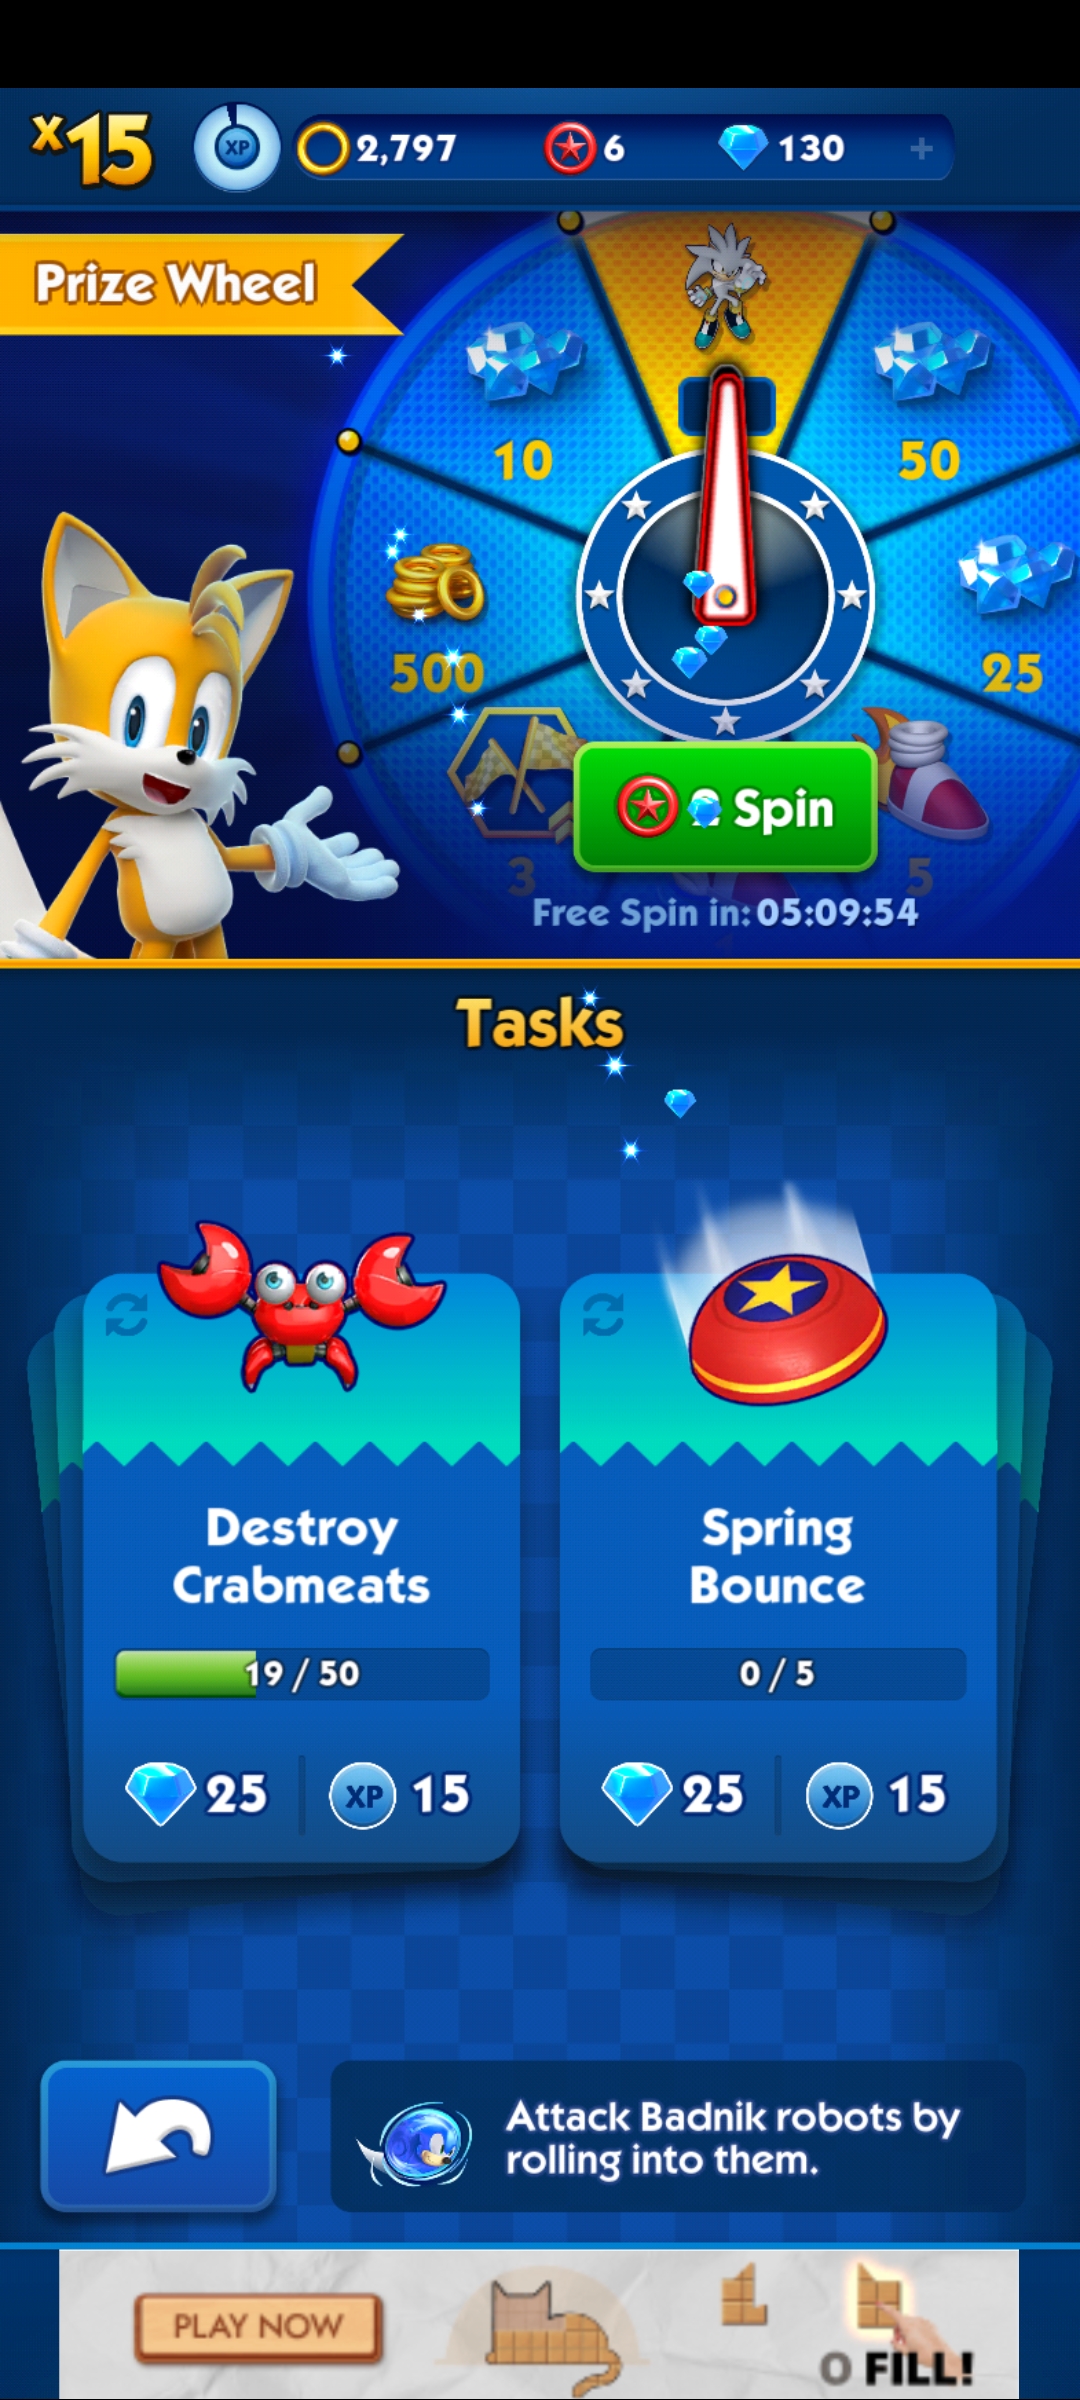 x15
XP
2,797
6
130
+
Prize Wheel
10
50
500
25
Spin
3
5
Free Spin in: 05:09:54
Tasks
Destroy
Crabmeats
19 / 50
25
XP
15
Spring
Bounce
0 / 5
25
XP
15
Attack Badnik robots by
rolling into them.
PLAY NOW
0 FILL!